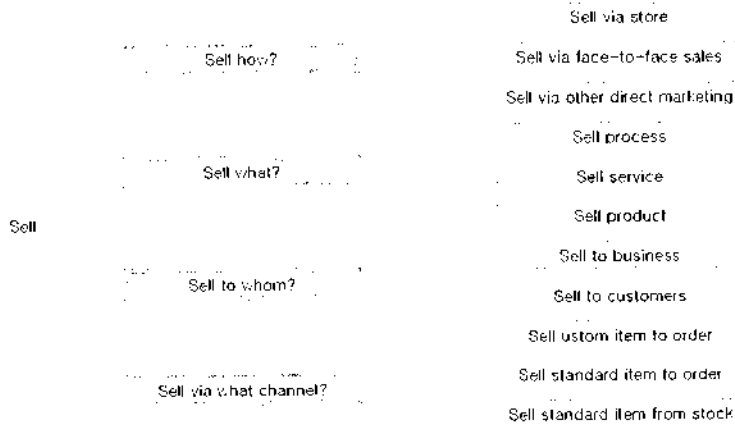 Sell via store
Sell how?
Sell via face-to-face sales
Sell via other direct marketing
Sell process
Sell what?
Sell service
Sell product
Sell
Sell to business
Sell to whom?
Sell to customers
Sell ustom item to order
Sell standard item to order
Sell via what channel?
Sell standard item from stock